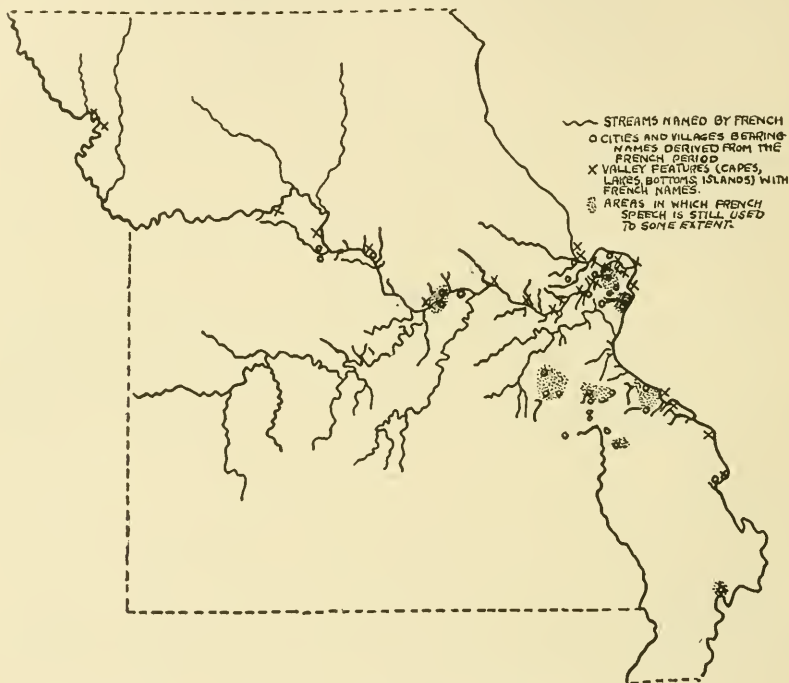 STREAMS NAMED BY FRENCH
CITIES AND VILLAGES BEARING
NAMES DERIVED FROM THE
FRENCH PERIOD
VALLEY FEATURES (CAPES,
LAKES, BOTTOMS, ISLANDS) WITH
FRENCH NAMES.
AREAS IN WHICH FRENCH
SPEECH IS STILL USED
TO SOME EXTENT.